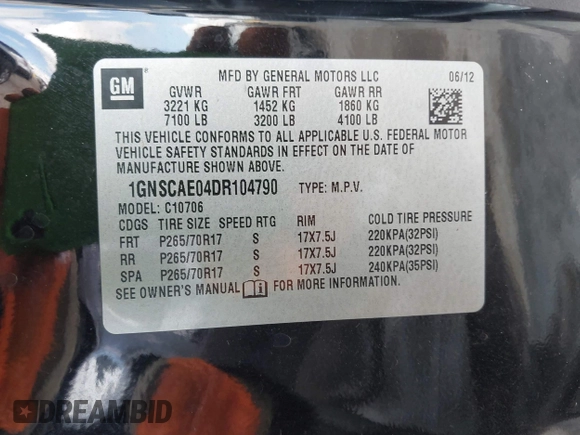 GM
MFD BY GENERAL MOTORS LLC 06/12
GVWR GAWR FRT GAWR RR
3221 KG 1452 KG 1860 KG
7100 LB 3200 LB 4100 LB
THIS VEHICLE CONFORMS TO ALL APPLICABLE U.S. FEDERAL MOTOR
VEHICLE SAFETY STANDARDS IN EFFECT ON THE DATE OF
MANUFACTURE SHOWN ABOVE.
1GNSCAE04DR104790 TYPE: M.P.V.
MODEL: C10706
CDGS TIRE SIZE SPEED RTG RIM COLD TIRE PRESSURE
FRT P265/70R17 S 17X7.5J 220KPA(32PSI)
RR P265/70R17 S 17X7.5J 220KPA(32PSI)
SPA P265/70R17 S 17X7.5J 240KPA(35PSI)
SEE OWNER'S MANUAL FOR MORE INFORMATION.
DREAMBID